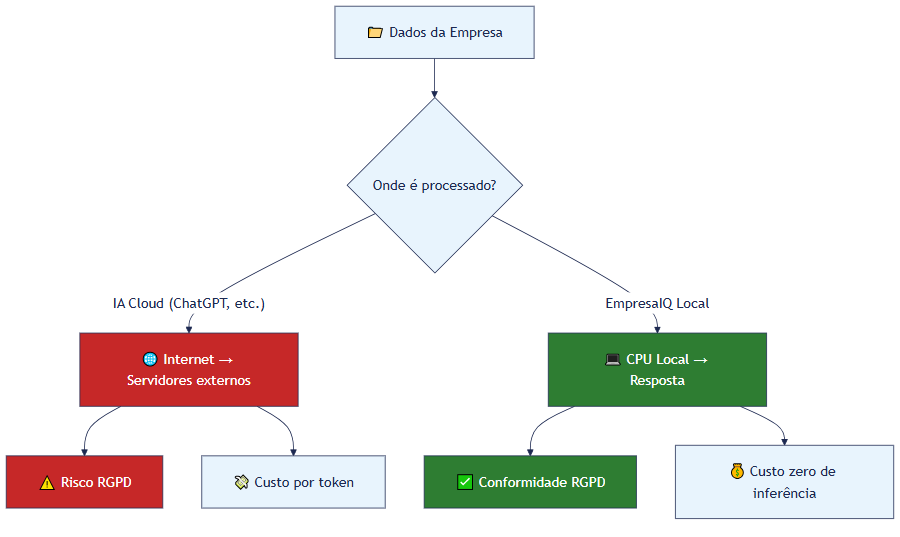 📁 Dados da Empresa
Onde é processado?
IA Cloud (ChatGPT, etc.)
EmpresaIQ Local
🌐 Internet →
Servidores externos
💻 CPU Local →
Resposta
⚠️ Risco RGPD
💸 Custo por token
✅ Conformidade RGPD
💰 Custo zero de
inferência